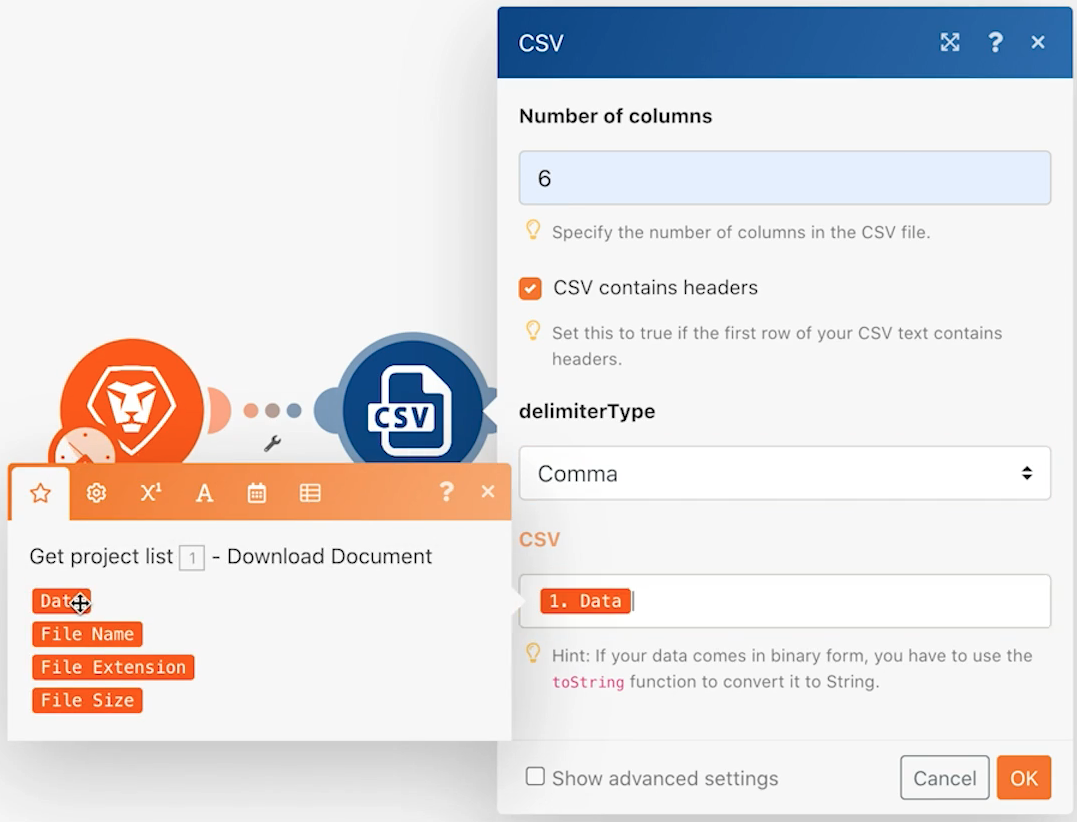 CSV
Number of columns
6
Specify the number of columns in the CSV file.
CSV contains headers
Set this to true if the first row of your CSV text contains
headers.
delimiterType
Comma
CSV
1. Data
Hint: If your data comes in binary form, you have to use the
toString function to convert it to String.
Show advanced settings
Cancel
OK
CSV
Get project list 1 - Download Document
Data
File Name
File Extension
File Size